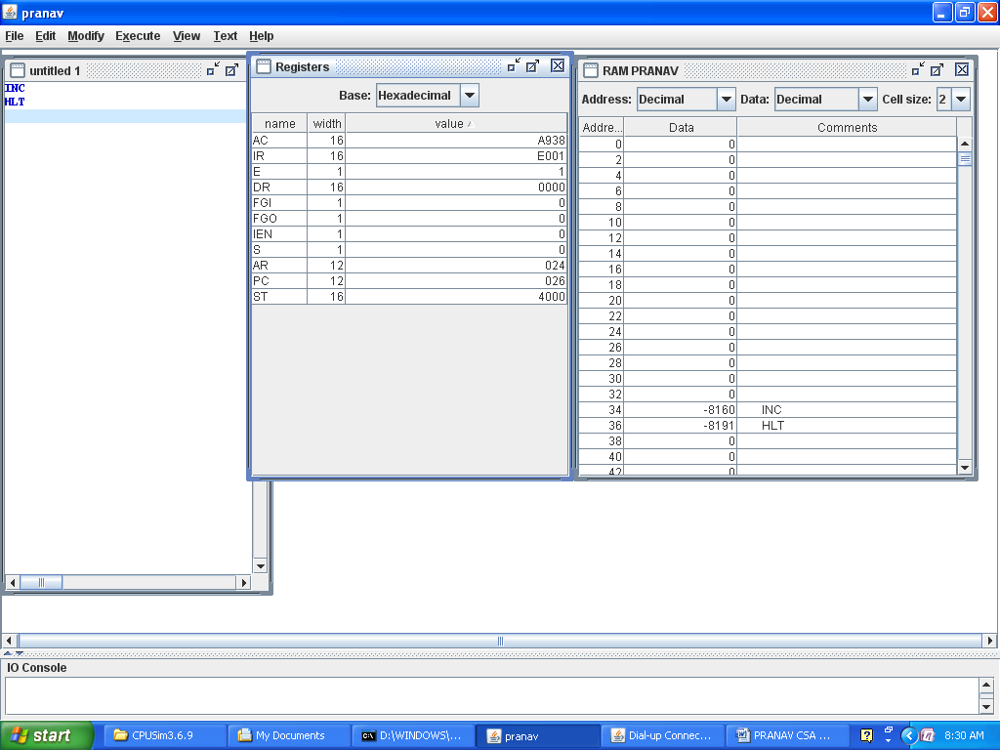 pranav
File Edit Modify Execute View Text Help
untitled 1
INC
HLT
Registers
Base: Hexadecimal
name width value
AC 16 A938
IR 16 E001
E 1 1
DR 16 0000
FGI 1 0
FGO 1 0
IEN 1 0
S 1 0
AR 12 024
PC 12 026
ST 16 4000
RAM PRANAV
Address: Decimal Data: Decimal Cell size: 2
Addre... Data Comments
0 0
2 0
4 0
6 0
8 0
10 0
12 0
14 0
16 0
18 0
20 0
22 0
24 0
26 0
28 0
30 0
32 0
34 -8160 INC
36 -8191 HLT
38 0
40 0
42 0
IO Console
start CPUSim3.6.9 My Documents D:\WINDOWS\... pranav Dial-up Connec... PRANAV CSA ... 8:30 AM